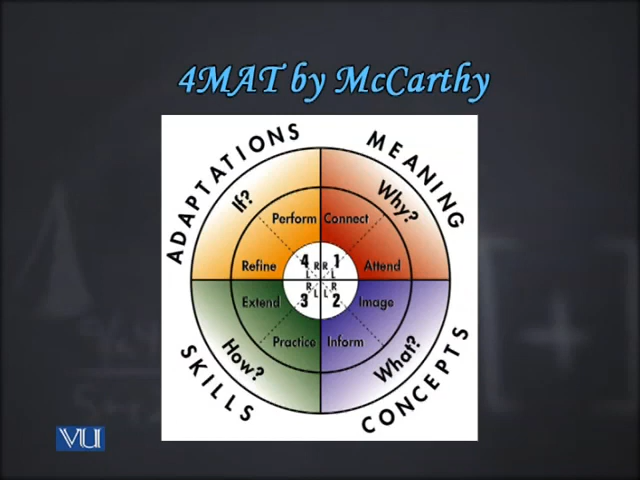 4MAT by McCarthy
ADAPTATIONS
MEANING
If?
Why?
Perform
Connect
Refine
Attend
4
R
R
1
L
L
R
R
3
L
L
2
Extend
Image
Practice
Inform
How?
What?
SKILLS
CONCEPTS
VU